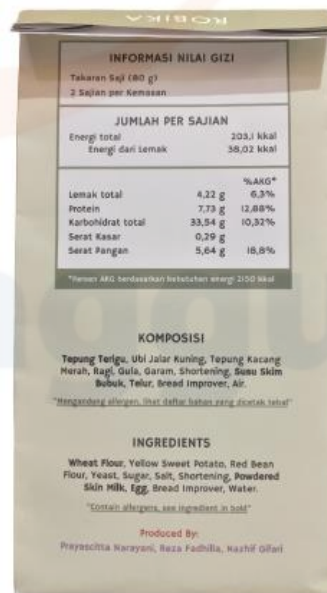 ROBIKA
INFORMASI NILAI GIZI
Takaran Saji (80 g)
2 Sajian per Kemasan
JUMLAH PER SAJIAN
Energi total 203,1 kkal
Energi dari Lemak 38,02 kkal
%AKG*
Lemak total 4,22 g 6,3%
Protein 7,73 g 12,88%
Karbohidrat total 33,54 g 10,32%
Serat Kasar 0,29 g
Serat Pangan 5,64 g 18,8%
*Persen AKG berdasarkan kebutuhan energi 2150 kkal
KOMPOSISI
Tepung Terigu, Ubi Jalar Kuning, Tepung Kacang
Merah, Ragi, Gula, Garam, Shortening, Susu Skim
Bubuk, Telur, Bread Improver, Air.
"Mengandung allergen, lihat daftar bahan yang dicetak tebal"
INGREDIENTS
Wheat Flour, Yellow Sweet Potato, Red Bean
Flour, Yeast, Sugar, Salt, Shortening, Powdered
Skin Milk, Egg, Bread Improver, Water.
"Contain allergens, see ingredient in bold"
Produced By:
Prayascitta Narayani, Reza Fadhilla, Nazhif Gifari